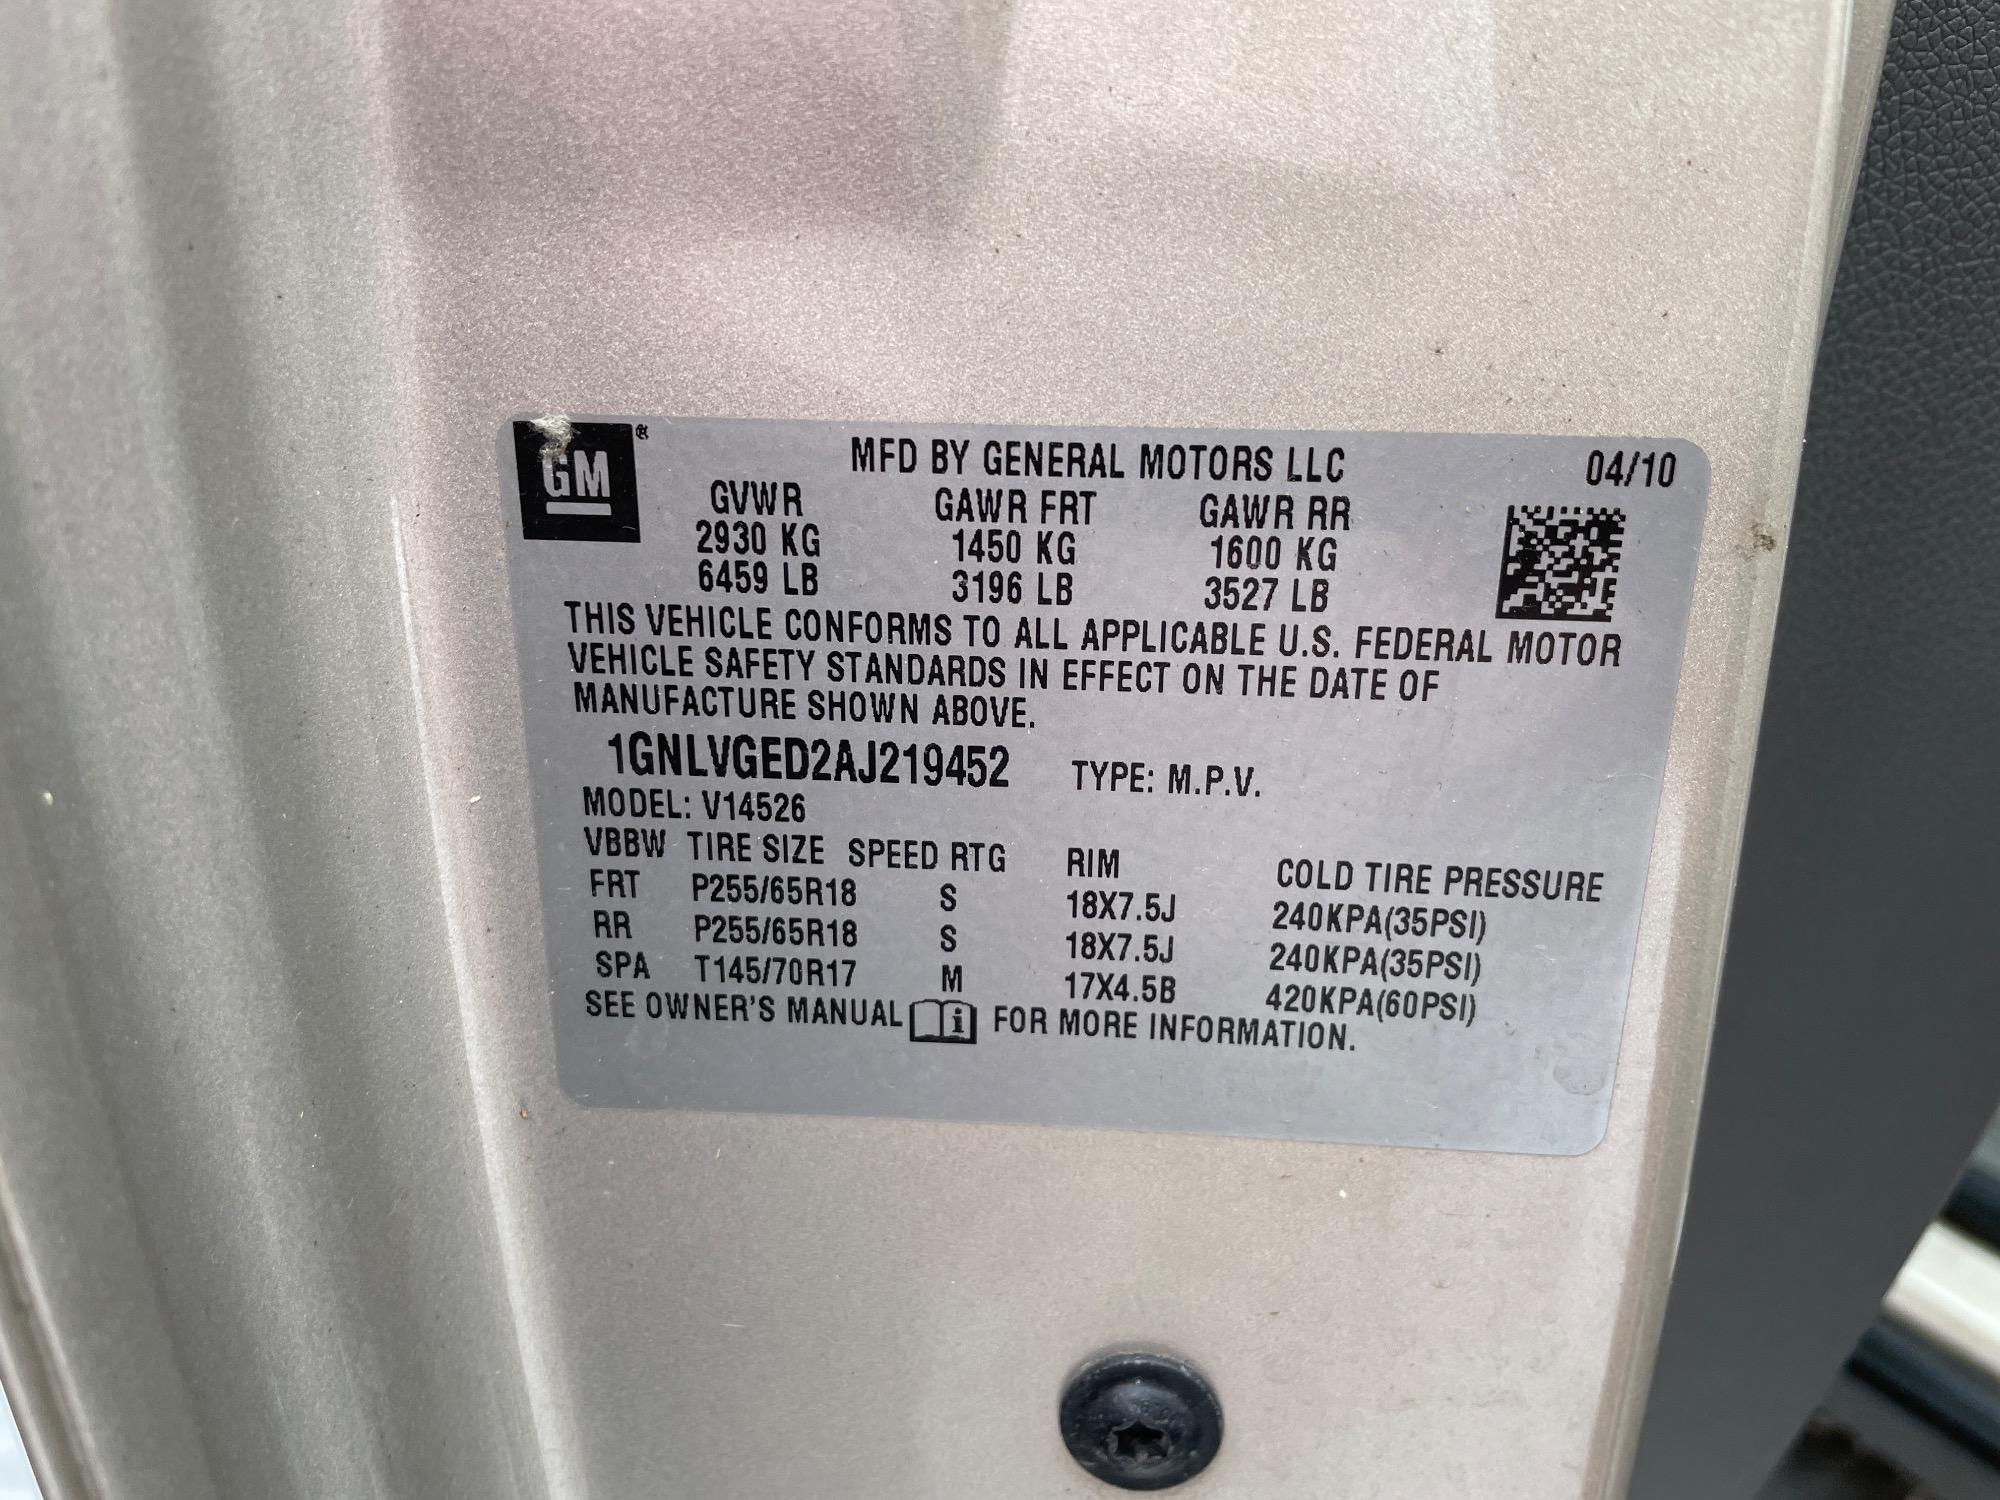 GM®
MFD BY GENERAL MOTORS LLC 04/10
GVWR GAWR FRT GAWR RR
2930 KG 1450 KG 1600 KG
6459 LB 3196 LB 3527 LB
THIS VEHICLE CONFORMS TO ALL APPLICABLE U.S. FEDERAL MOTOR
VEHICLE SAFETY STANDARDS IN EFFECT ON THE DATE OF
MANUFACTURE SHOWN ABOVE.
1GNLVGED2AJ219452 TYPE: M.P.V.
MODEL: V14526
VBBW TIRE SIZE SPEED RTG RIM COLD TIRE PRESSURE
FRT P255/65R18 S 18X7.5J 240KPA(35PSI)
RR P255/65R18 S 18X7.5J 240KPA(35PSI)
SPA T145/70R17 M 17X4.5B 420KPA(60PSI)
SEE OWNER'S MANUAL i FOR MORE INFORMATION.